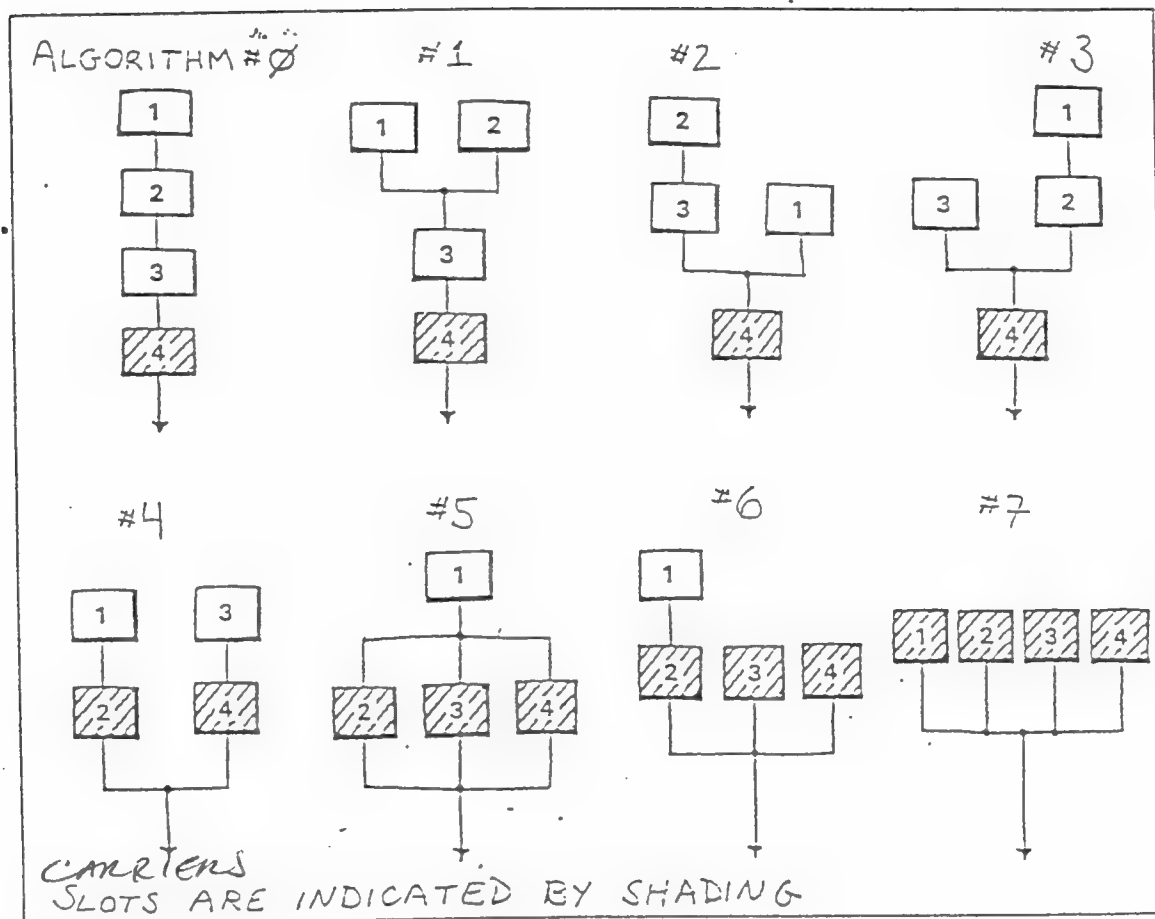 ALGORITHM #Ø #1 #2 #3
1 1 2 2 1
2 3 1 3 2
3 3
4 4 4 4
#4 #5 #6 #7
1 3 1 1
2 4 2 3 4 2 3 4 1 2 3 4
CARRIERS
SLOTS ARE INDICATED BY SHADING